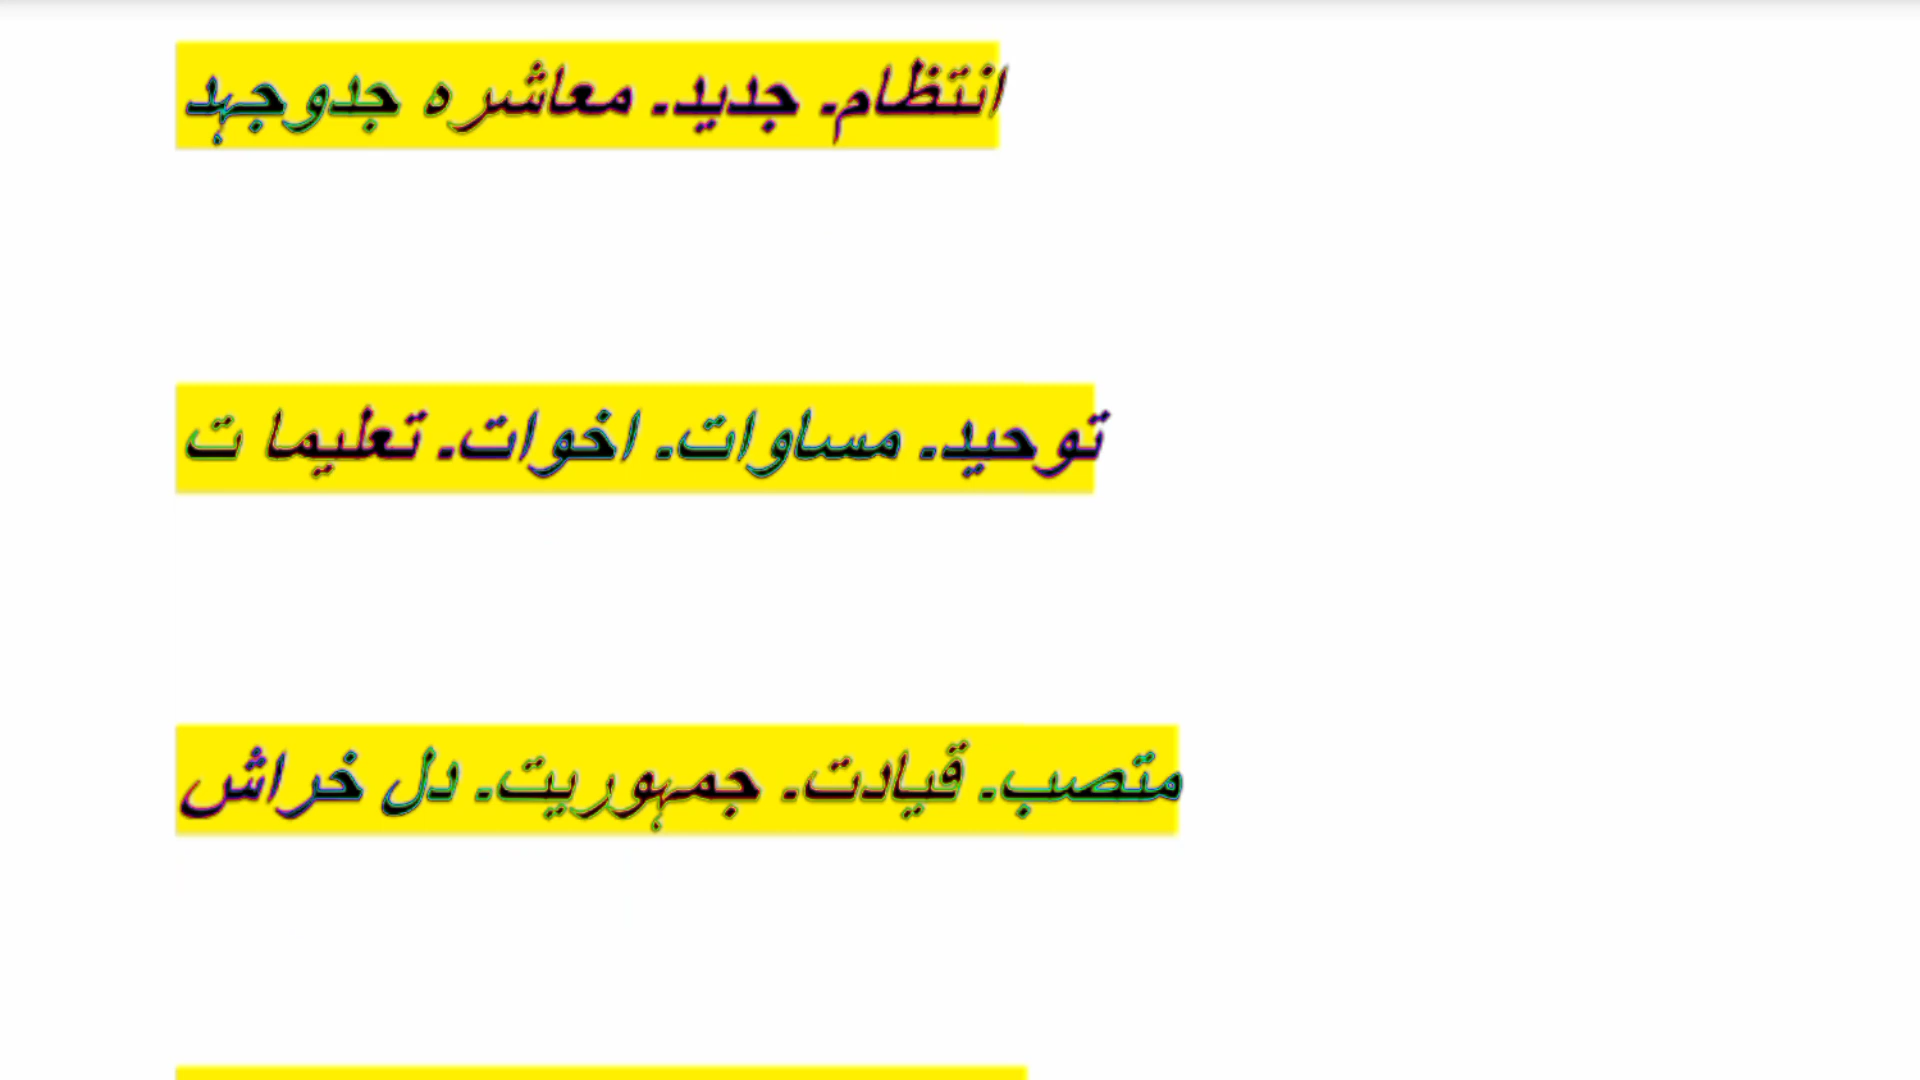 انتظام۔ جدید۔ معاشرہ جدوجہد
توحید۔ مساوات۔ اخوات۔ تعلیما ت
متصب۔ قیادت۔ جمہوریت۔ دل خراش